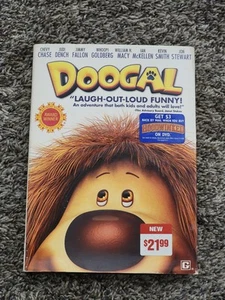 CHEVY JUDI JIMMY WHOOPI WILLIAM H. IAN KEVIN JON
CHASE DENCH FALLON GOLDBERG MACY McKELLEN SMITH STEWART
DOOGAL
"LAUGH-OUT-LOUD FUNNY!
An adventure that both kids and adults will love!"
GET $3
ON DVD!
NEW
$21.99
G